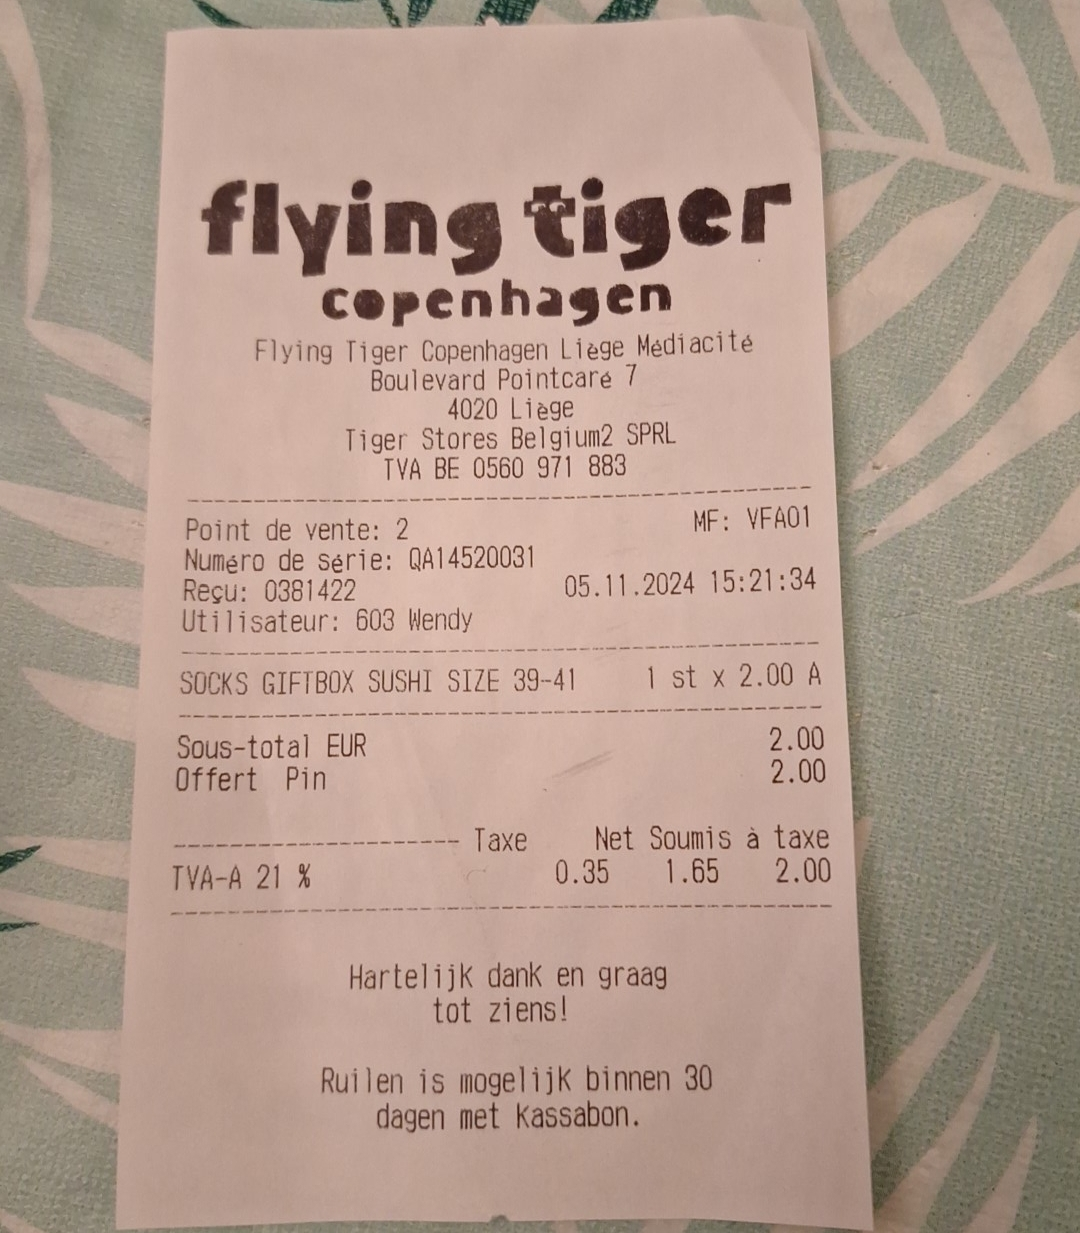 flying tiger
copenhagen
Flying Tiger Copenhagen Liège Médiacité
Boulevard Pointcaré 7
4020 Liège
Tiger Stores Belgium2 SPRL
TVA BE 0560 971 883
Point de vente: 2 MF: VFA01
Numéro de série: QA14520031
Reçu: 0381422 05.11.2024 15:21:34
Utilisateur: 603 Wendy
SOCKS GIFTBOX SUSHI SIZE 39-41 1 st x 2.00 A
Sous-total EUR 2.00
Offert Pin 2.00
Taxe Net Soumis à taxe
TVA-A 21 % 0.35 1.65 2.00
Hartelijk dank en graag
tot ziens!
Ruilen is mogelijk binnen 30
dagen met kassabon.